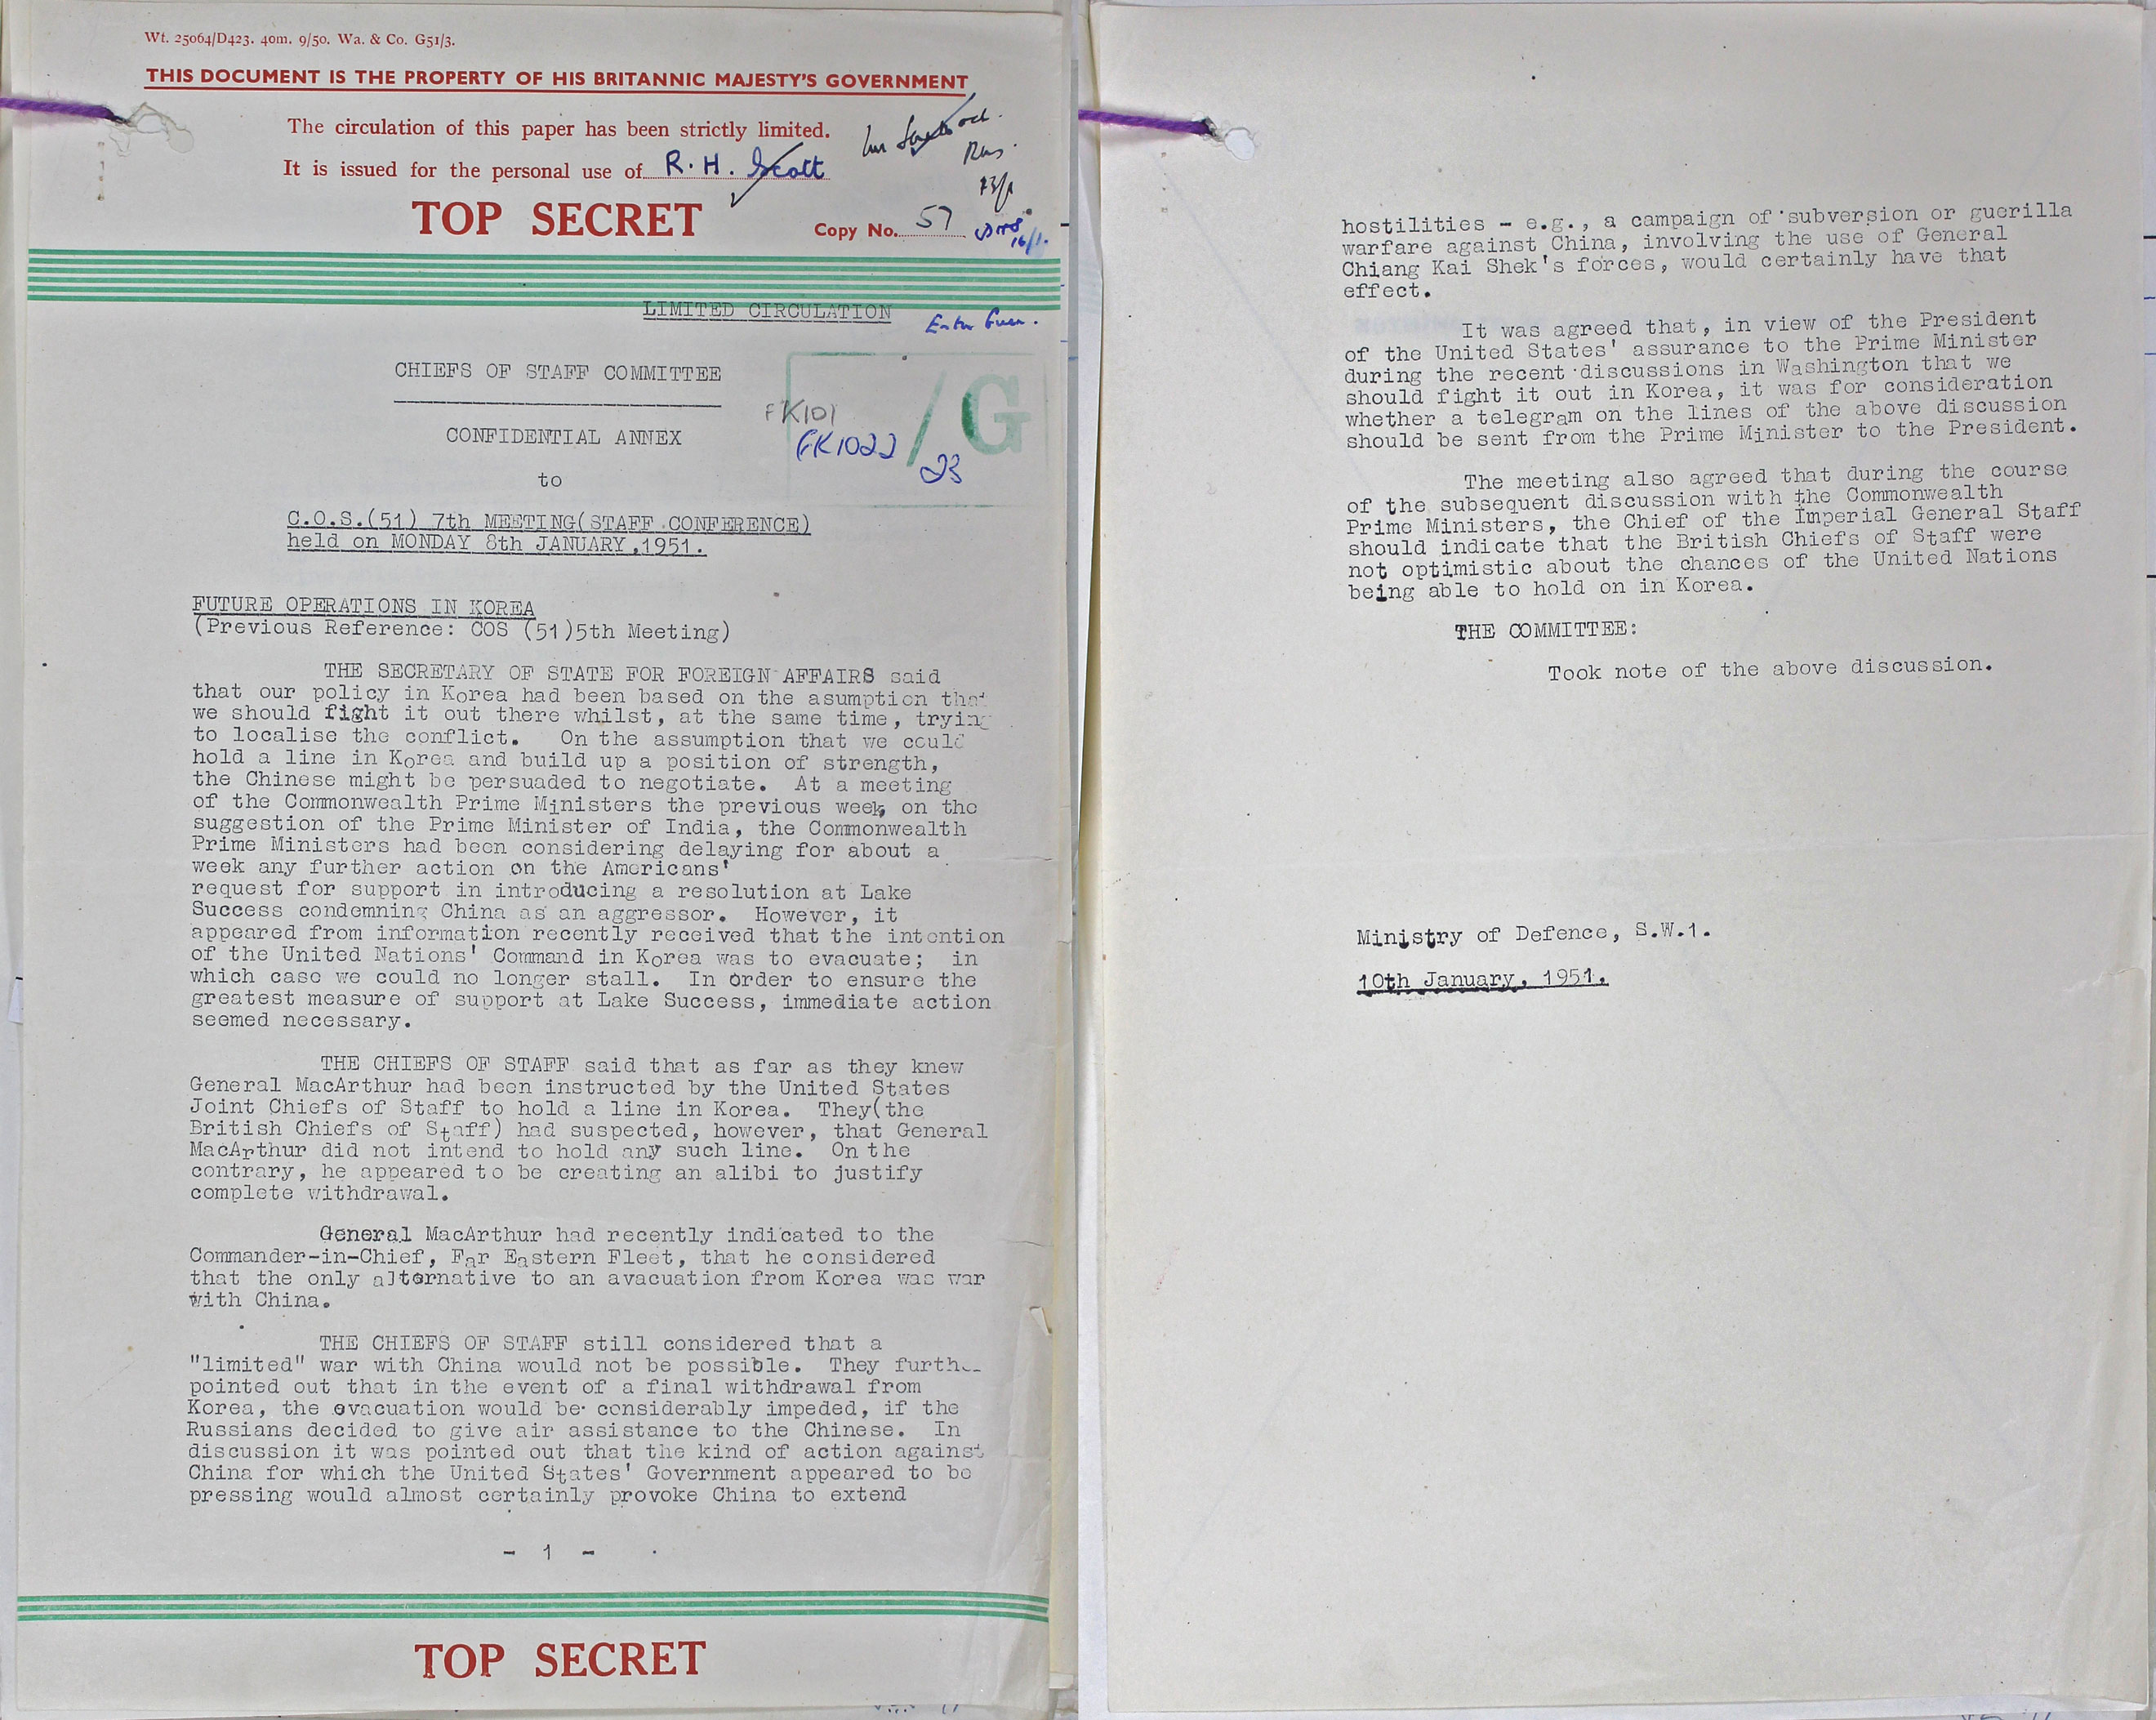 Wt. 25064/D423. 40m. 9/50. Wa. & Co. G51/3.
THIS DOCUMENT IS THE PROPERTY OF HIS BRITANNIC MAJESTY'S GOVERNMENT
The circulation of this paper has been strictly limited.
It is issued for the personal use of R. H. Scott
TOP SECRET
Copy No. 57
LIMITED CIRCULATION
CHIEFS OF STAFF COMMITTEE
FK101
/G
CONFIDENTIAL ANNEX
FK1022
23
to
C.O.S.(51) 7th MEETING(STAFF CONFERENCE)
held on MONDAY 8th JANUARY,1951.
FUTURE OPERATIONS IN KOREA
(Previous Reference: COS (51)5th Meeting)
THE SECRETARY OF STATE FOR FOREIGN AFFAIRS said
that our policy in Korea had been based on the asumption that
we should fight it out there whilst, at the same time, trying
to localise the conflict. On the assumption that we could
hold a line in Korea and build up a position of strength,
the Chinese might be persuaded to negotiate. At a meeting
of the Commonwealth Prime Ministers the previous week, on the
suggestion of the Prime Minister of India, the Commonwealth
Prime Ministers had been considering delaying for about a
week any further action on the Americans'
request for support in introducing a resolution at Lake
Success condemning China as an aggressor. However, it
appeared from information recently received that the intention
of the United Nations' Command in Korea was to evacuate; in
which case we could no longer stall. In order to ensure the
greatest measure of support at Lake Success, immediate action
seemed necessary.
THE CHIEFS OF STAFF said that as far as they knew
General MacArthur had been instructed by the United States
Joint Chiefs of Staff to hold a line in Korea. They(the
British Chiefs of Staff) had suspected, however, that General
MacArthur did not intend to hold any such line. On the
contrary, he appeared to be creating an alibi to justify
complete withdrawal.
General MacArthur had recently indicated to the
Commander-in-Chief, Far Eastern Fleet, that he considered
that the only alternative to an avacuation from Korea was war
with China.
THE CHIEFS OF STAFF still considered that a
"limited" war with China would not be possible. They further
pointed out that in the event of a final withdrawal from
Korea, the evacuation would be considerably impeded, if the
Russians decided to give air assistance to the Chinese. In
discussion it was pointed out that the kind of action against
China for which the United States' Government appeared to be
pressing would almost certainly provoke China to extend
- 1 -
TOP SECRET
hostilities - e.g., a campaign of subversion or guerilla
warfare against China, involving the use of General
Chiang Kai Shek's forces, would certainly have that
effect.
It was agreed that, in view of the President
of the United States' assurance to the Prime Minister
during the recent discussions in Washington that we
should fight it out in Korea, it was for consideration
whether a telegram on the lines of the above discussion
should be sent from the Prime Minister to the President.
The meeting also agreed that during the course
of the subsequent discussion with the Commonwealth
Prime Ministers, the Chief of the Imperial General Staff
should indicate that the British Chiefs of Staff were
not optimistic about the chances of the United Nations
being able to hold on in Korea.
THE COMMITTEE:
Took note of the above discussion.
Ministry of Defence, S.W.1.
10th January, 1951.